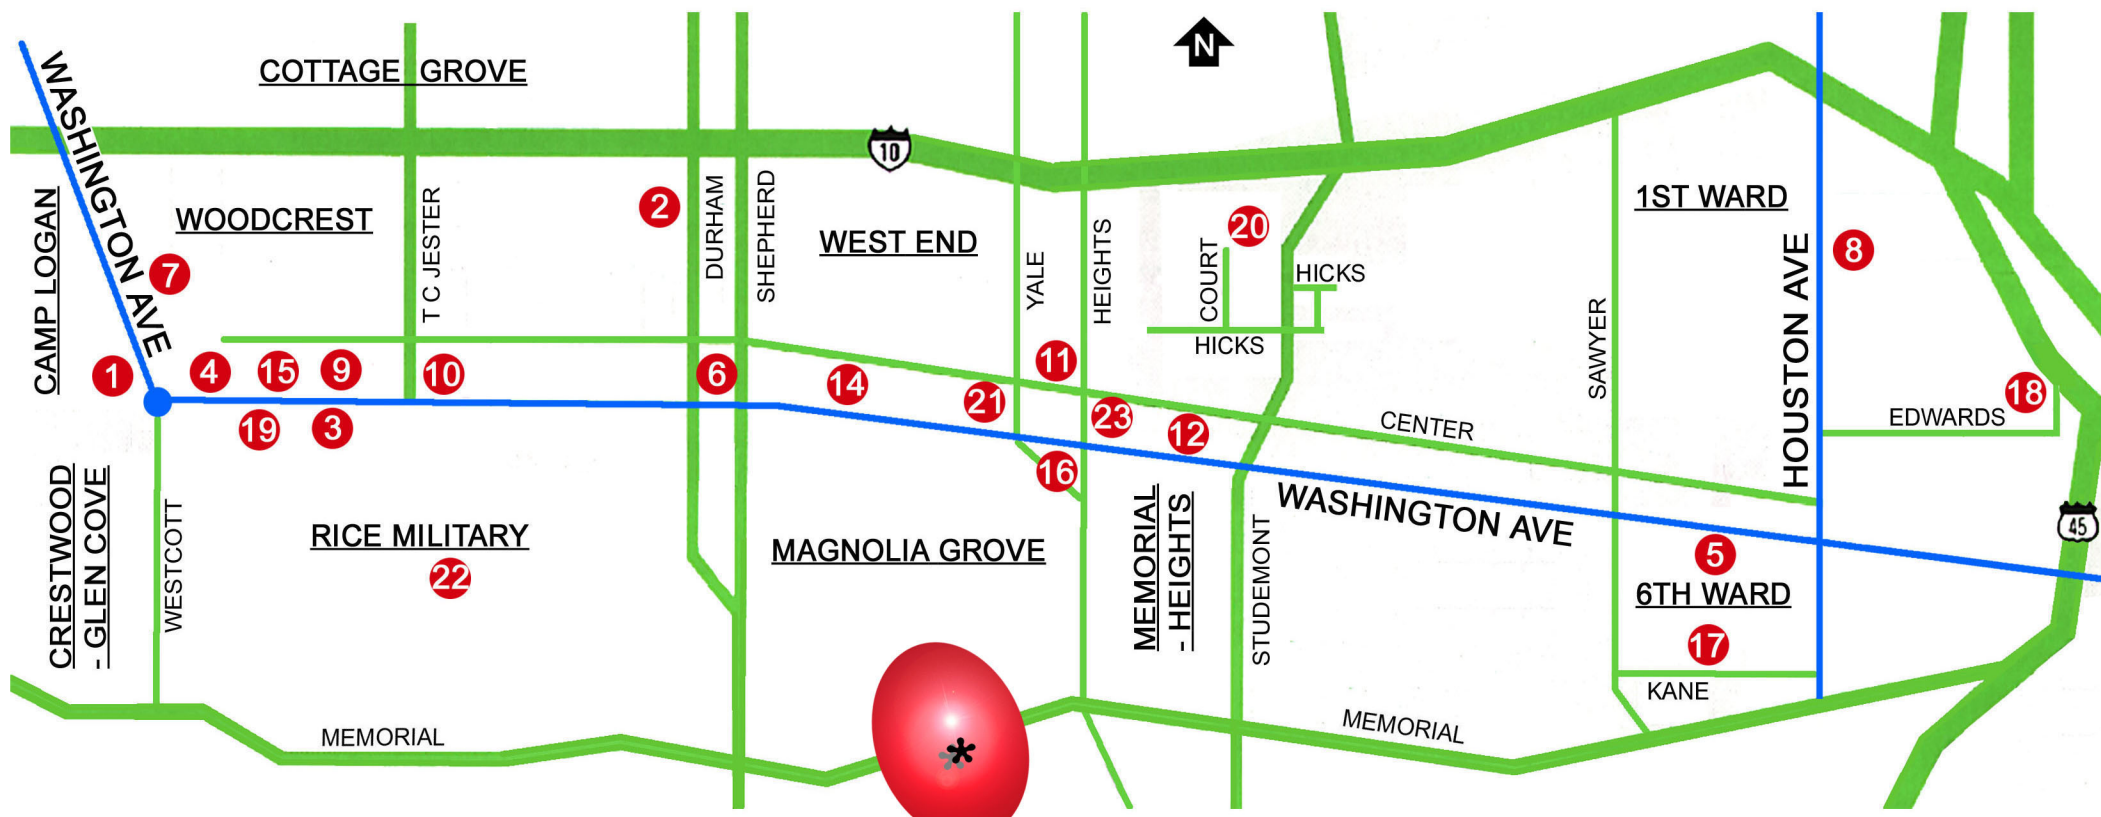 N
COTTAGE GROVE
WASHINGTON AVE
10
CAMP LOGAN
WOODCREST
T C JESTER
2
DURHAM
SHEPHERD
WEST END
YALE
HEIGHTS
COURT
20
HICKS
HICKS
SAWYER
1ST WARD
HOUSTON AVE
8
7
1
4
15
9
10
6
14
21
11
23
12
CENTER
EDWARDS
18
19
3
16
45
CRESTWOOD
- GLEN COVE
WESTCOTT
RICE MILITARY
22
MAGNOLIA GROVE
MEMORIAL
- HEIGHTS
STUDEMONT
WASHINGTON AVE
5
6TH WARD
17
KANE
MEMORIAL
*
MEMORIAL